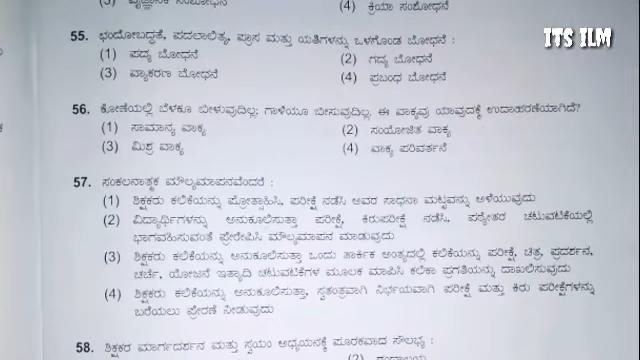 (3) ವೈಜ್ಞಾನಿಕ ಸಂಶೋಧನೆ (4) ಕ್ರಿಯಾ ಸಂಶೋಧನೆ
ITS ILM
55. ಛಂದೋಬದ್ಧತೆ, ಪದಲಾಲಿತ್ಯ, ಪ್ರಾಸ ಮತ್ತು ಯತಿಗಳನ್ನು ಒಳಗೊಂಡ ಬೋಧನೆ :
(1) ಪದ್ಯ ಬೋಧನೆ (2) ಗದ್ಯ ಬೋಧನೆ
(3) ವ್ಯಾಕರಣ ಬೋಧನೆ (4) ಪ್ರಬಂಧ ಬೋಧನೆ
56. ಕೋಣೆಯಲ್ಲಿ ಬೆಳಕೂ ಬೀಳುವುದಿಲ್ಲ; ಗಾಳಿಯೂ ಬೀಸುವುದಿಲ್ಲ. ಈ ವಾಕ್ಯವು ಯಾವುದಕ್ಕೆ ಉದಾಹರಣೆಯಾಗಿದೆ?
(1) ಸಾಮಾನ್ಯ ವಾಕ್ಯ (2) ಸಂಯೋಜಿತ ವಾಕ್ಯ
(3) ಮಿಶ್ರ ವಾಕ್ಯ (4) ವಾಕ್ಯ ಪರಿವರ್ತನೆ
57. ಸಂಕಲನಾತ್ಮಕ ಮೌಲ್ಯಮಾಪನವೆಂದರೆ :
(1) ಶಿಕ್ಷಕರು ಕಲಿಕೆಯನ್ನು ಪ್ರೋತ್ಸಾಹಿಸಿ, ಪರೀಕ್ಷೆ ನಡೆಸಿ ಅವರ ಸಾಧನಾ ಮಟ್ಟವನ್ನು ಅಳೆಯುವುದು
(2) ವಿದ್ಯಾರ್ಥಿಗಳನ್ನು ಅನುಕೂಲಿಸುತ್ತಾ ಪರೀಕ್ಷೆ, ಕಿರುಪರೀಕ್ಷೆ ನಡೆಸಿ, ಪಠ್ಯೇತರ ಚಟುವಟಿಕೆಯಲ್ಲಿ
ಭಾಗವಹಿಸುವಂತೆ ಪ್ರೇರೇಪಿಸಿ ಮೌಲ್ಯಮಾಪನ ಮಾಡುವುದು
(3) ಶಿಕ್ಷಕರು ಕಲಿಕೆಯನ್ನು ಅನುಕೂಲಿಸುತ್ತಾ ಒಂದು ತಾರ್ಕಿಕ ಅಂತ್ಯದಲ್ಲಿ ಕಲಿಕೆಯನ್ನು ಪರೀಕ್ಷೆ, ಚಿತ್ರ, ಪ್ರದರ್ಶನ,
ಚರ್ಚೆ, ಯೋಜನೆ ಇತ್ಯಾದಿ ಚಟುವಟಿಕೆಗಳ ಮೂಲಕ ಮಾಪಿಸಿ ಕಲಿಕಾ ಪ್ರಗತಿಯನ್ನು ದಾಖಲಿಸುವುದು
(4) ಶಿಕ್ಷಕರು ಕಲಿಕೆಯನ್ನು ಅನುಕೂಲಿಸುತ್ತಾ, ಸ್ವತಂತ್ರವಾಗಿ ನಿರ್ಭಯವಾಗಿ ಪರೀಕ್ಷೆ ಮತ್ತು ಕಿರು ಪರೀಕ್ಷೆಗಳನ್ನು
ಬರೆಯಲು ಪ್ರೇರಣೆ ನೀಡುವುದು
58. ಶಿಕ್ಷಕರ ಮಾರ್ಗದರ್ಶನ ಮತ್ತು ಸ್ವಯಂ ಅಧ್ಯಯನಕ್ಕೆ ಪೂರಕವಾದ ಸೌಲಭ್ಯ :
(2)